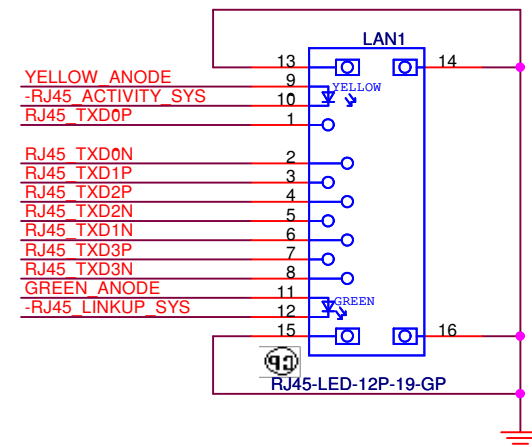 LAN1
13
14
YELLOW_ANODE
9
YELLOW
-RJ45_ACTIVITY_SYS
10
RJ45_TXD0P
1
RJ45_TXD0N
2
RJ45_TXD1P
3
RJ45_TXD2P
4
RJ45_TXD2N
5
RJ45_TXD1N
6
RJ45_TXD3P
7
RJ45_TXD3N
8
GREEN_ANODE
11
GREEN
-RJ45_LINKUP_SYS
12
15
16
RJ45-LED-12P-19-GP